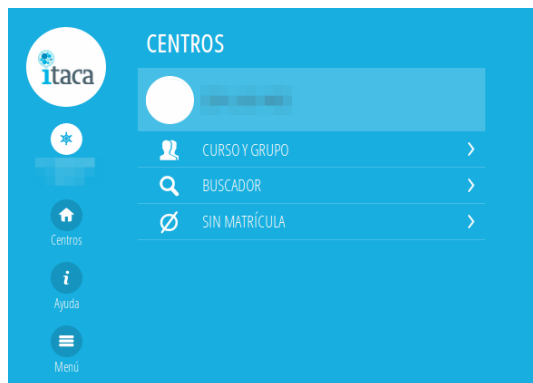 itaca
CENTROS
CURSO Y GRUPO
BUSCADOR
SIN MATRÍCULA
Centros
Ayuda
Menú